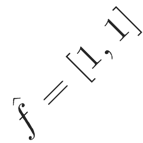 f̂ = [1, 1]